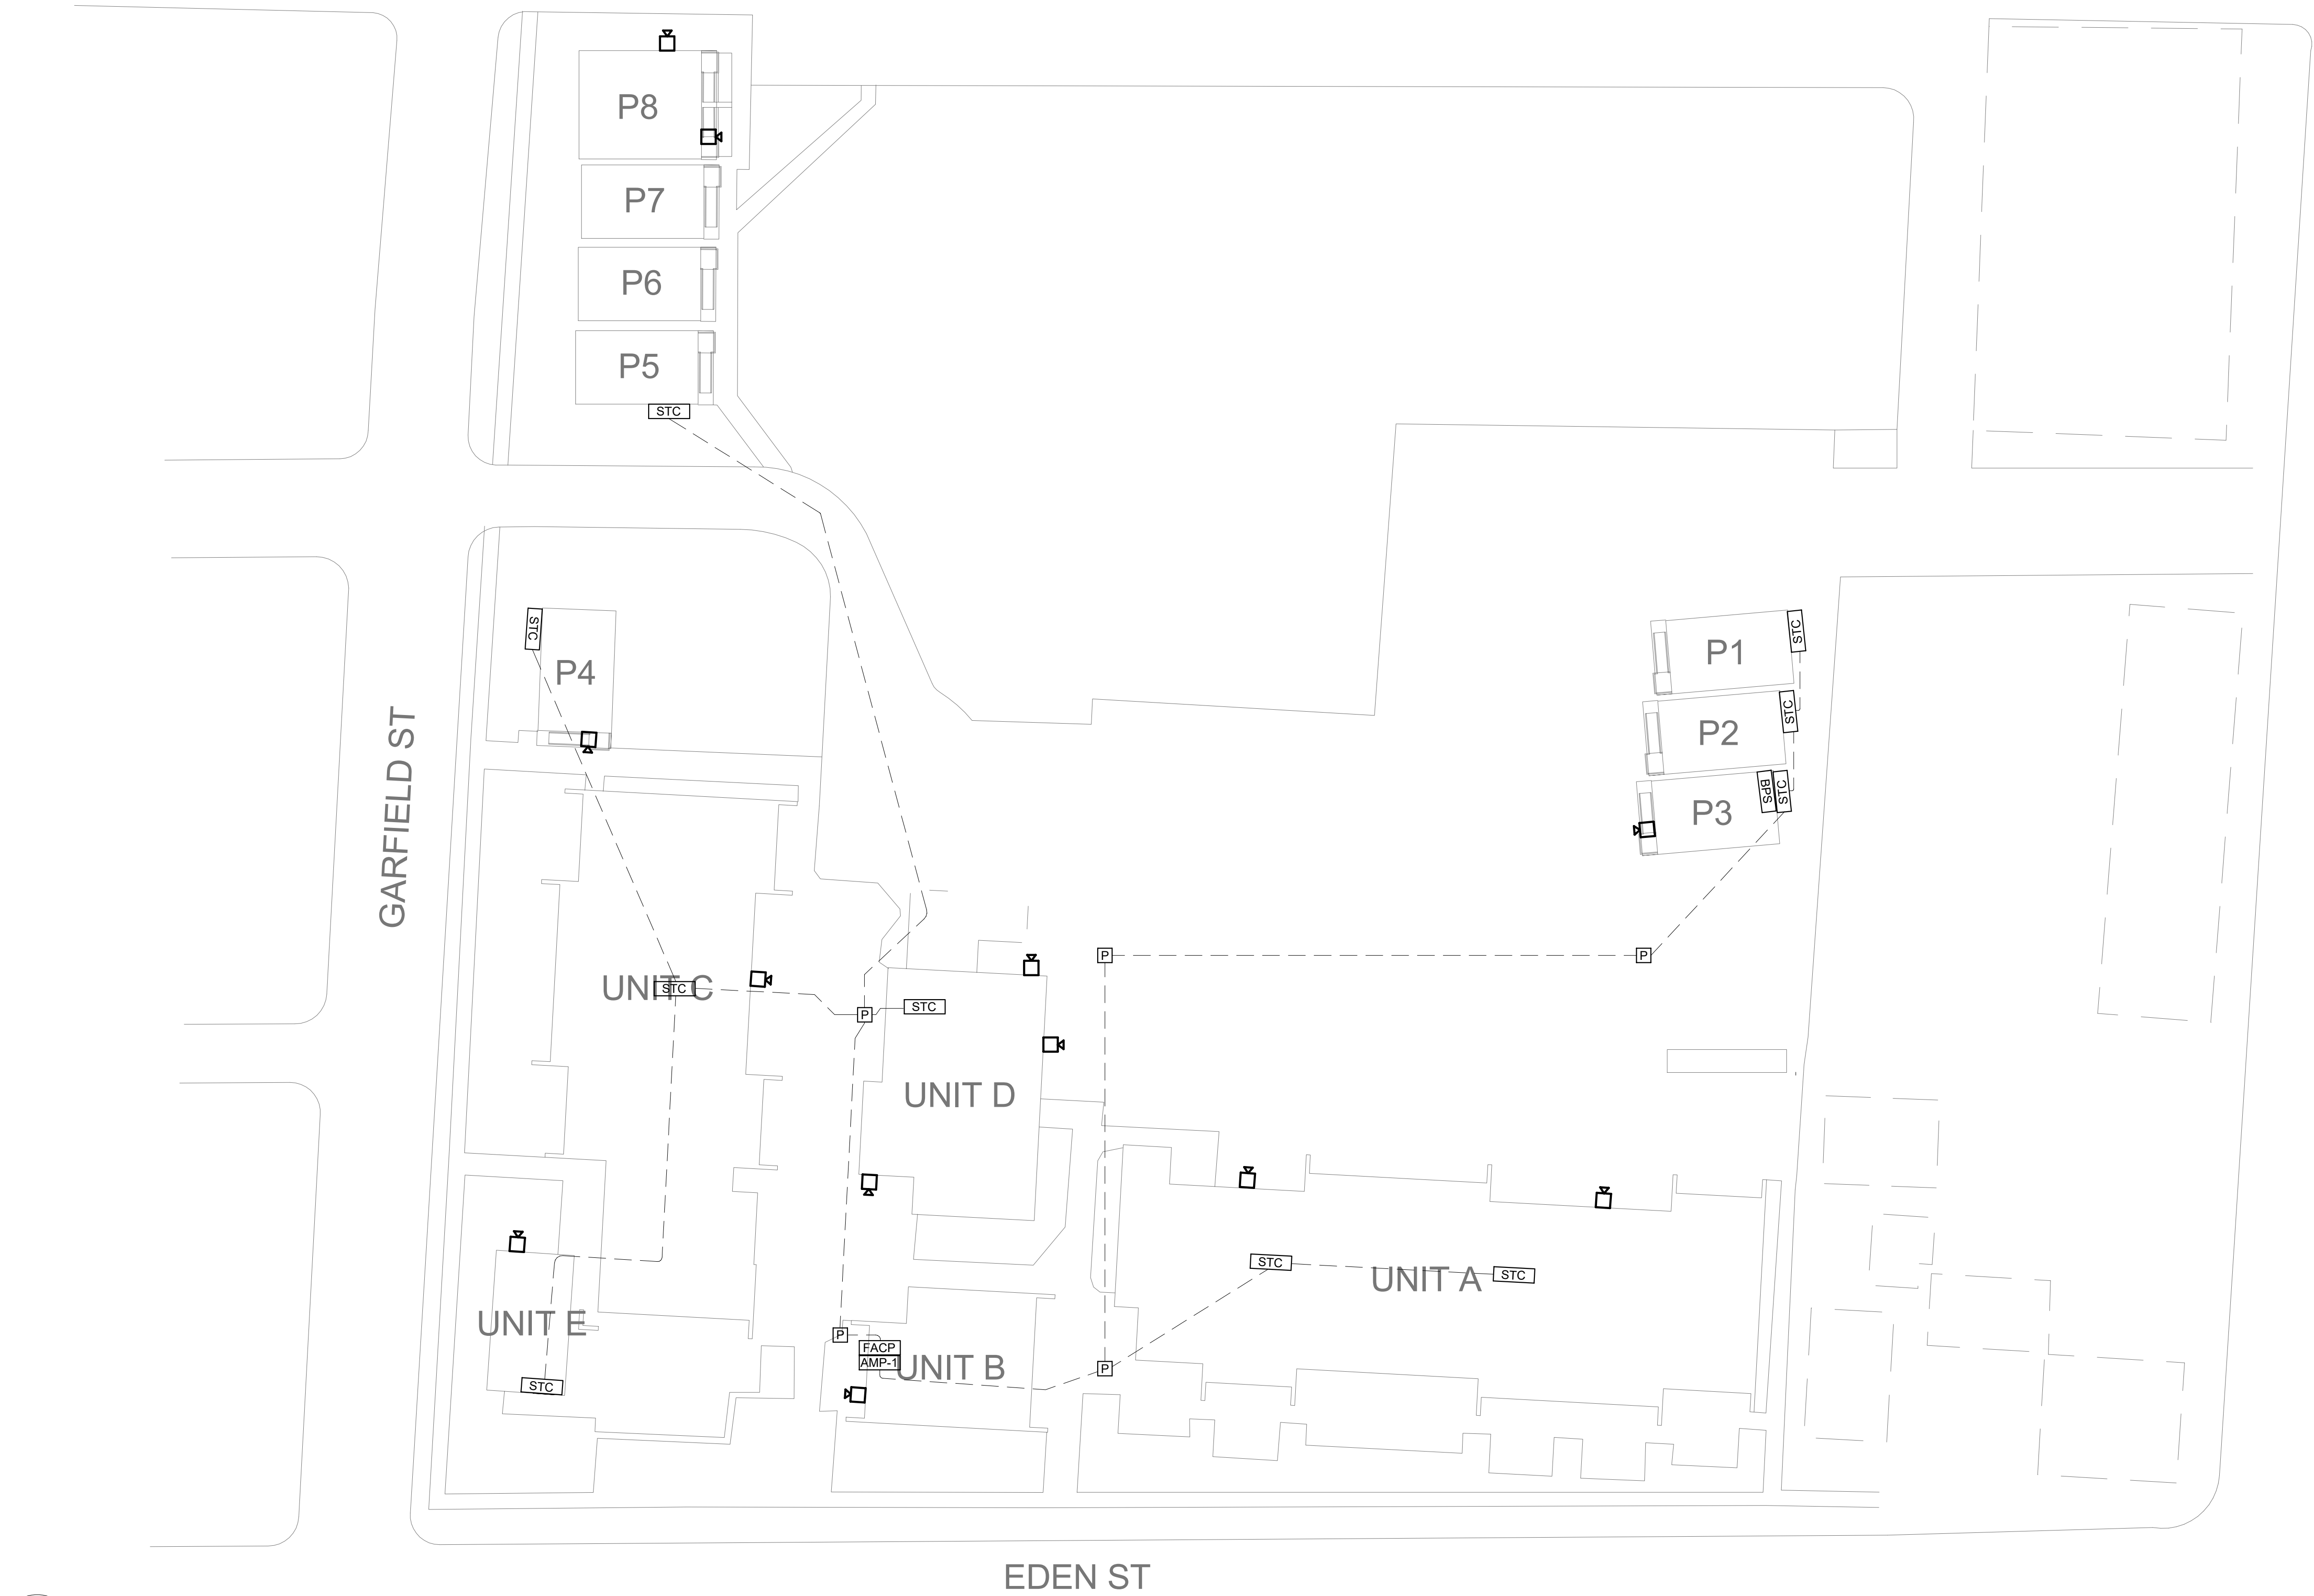 P8
P7
P6
P5
STC
STC
P4
P1
STC
P2
STC
P3
BPS
STC
GARFIELD ST
P
P
UNIT C
STC
P
STC
UNIT D
STC
UNIT A
STC
UNIT E
STC
P
FACP
AMP-1
UNIT B
P
EDEN ST